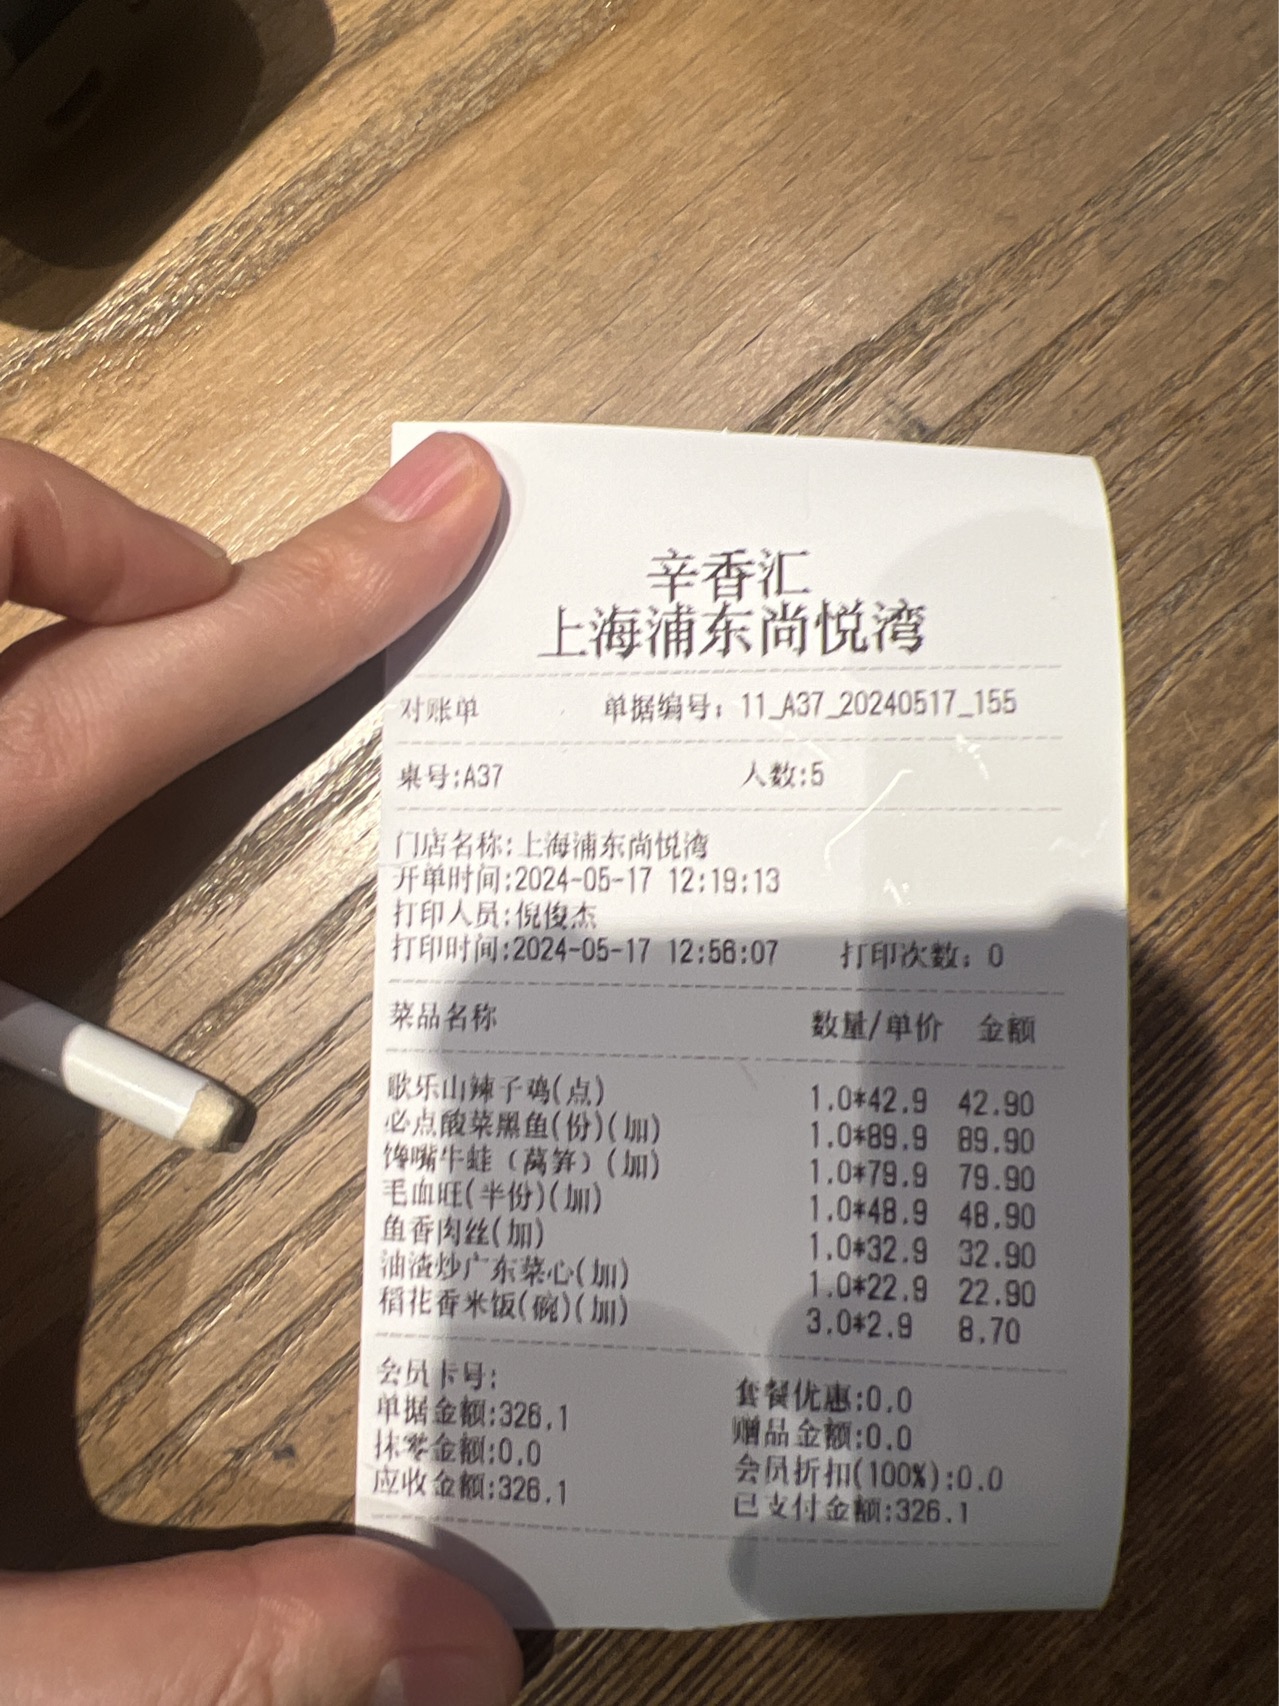 辛香汇
上海浦东尚悦湾
对账单 单据编号：11_A37_20240517_155
桌号:A37 人数:5
门店名称:上海浦东尚悦湾
开单时间:2024-05-17 12:19:13
打印人员:倪俊杰
打印时间:2024-05-17 12:56:07 打印次数：0
菜品名称 数量/单价 金额
歌乐山辣子鸡(点) 1.0*42.9 42.90
必点酸菜黑鱼(份)(加) 1.0*89.9 89.90
馋嘴牛蛙（莴笋）(加) 1.0*79.9 79.90
毛血旺(半份)(加) 1.0*48.9 48.90
鱼香肉丝(加) 1.0*32.9 32.90
油渣炒广东菜心(加) 1.0*22.9 22.90
稻花香米饭(碗)(加) 3.0*2.9 8.70
会员卡号: 套餐优惠:0.0
单据金额:326.1 赠品金额:0.0
抹零金额:0.0 会员折扣(100%):0.0
应收金额:326.1 已支付金额:326.1